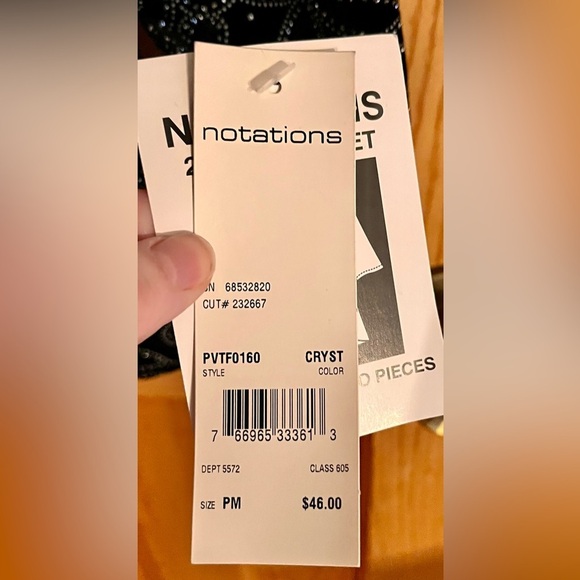 notations
68532820
CUT# 232667
PVTF0160 CRYST
STYLE COLOR
7 66965 33361 3
DEPT 5572 CLASS 605
SIZE PM $46.00
PIECES